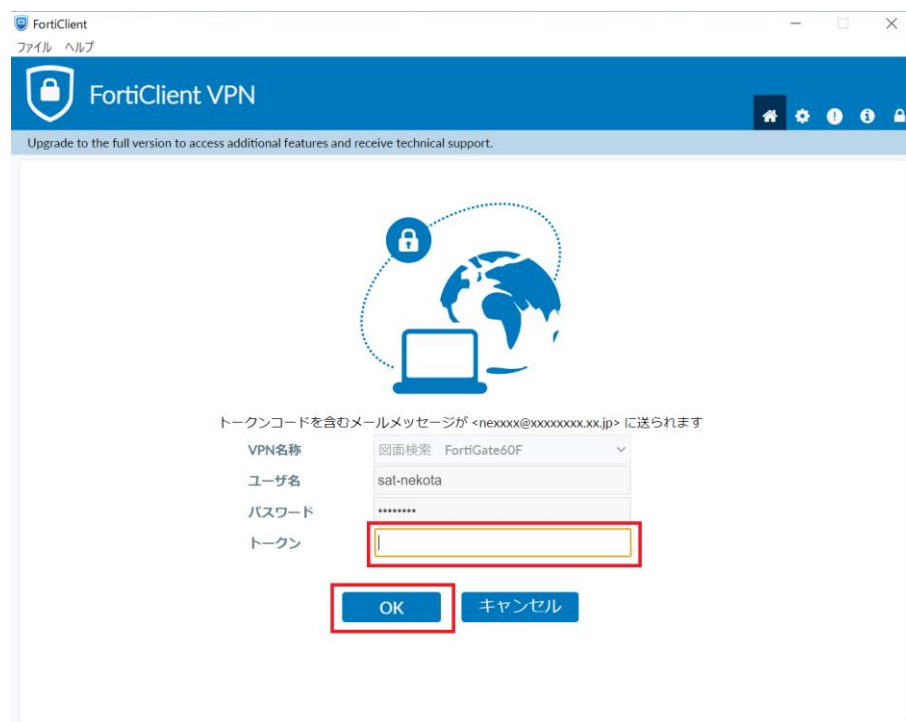 FortiClient
ファイル ヘルプ
FortiClient VPN
Upgrade to the full version to access additional features and receive technical support.
トークンコードを含むメールメッセージが <nexxxx@xxxxxxxx.xx.jp> に送られます
VPN名称 図面検索 FortiGate60F
ユーザ名 sat-nekota
パスワード ••••••••
トークン
OK キャンセル